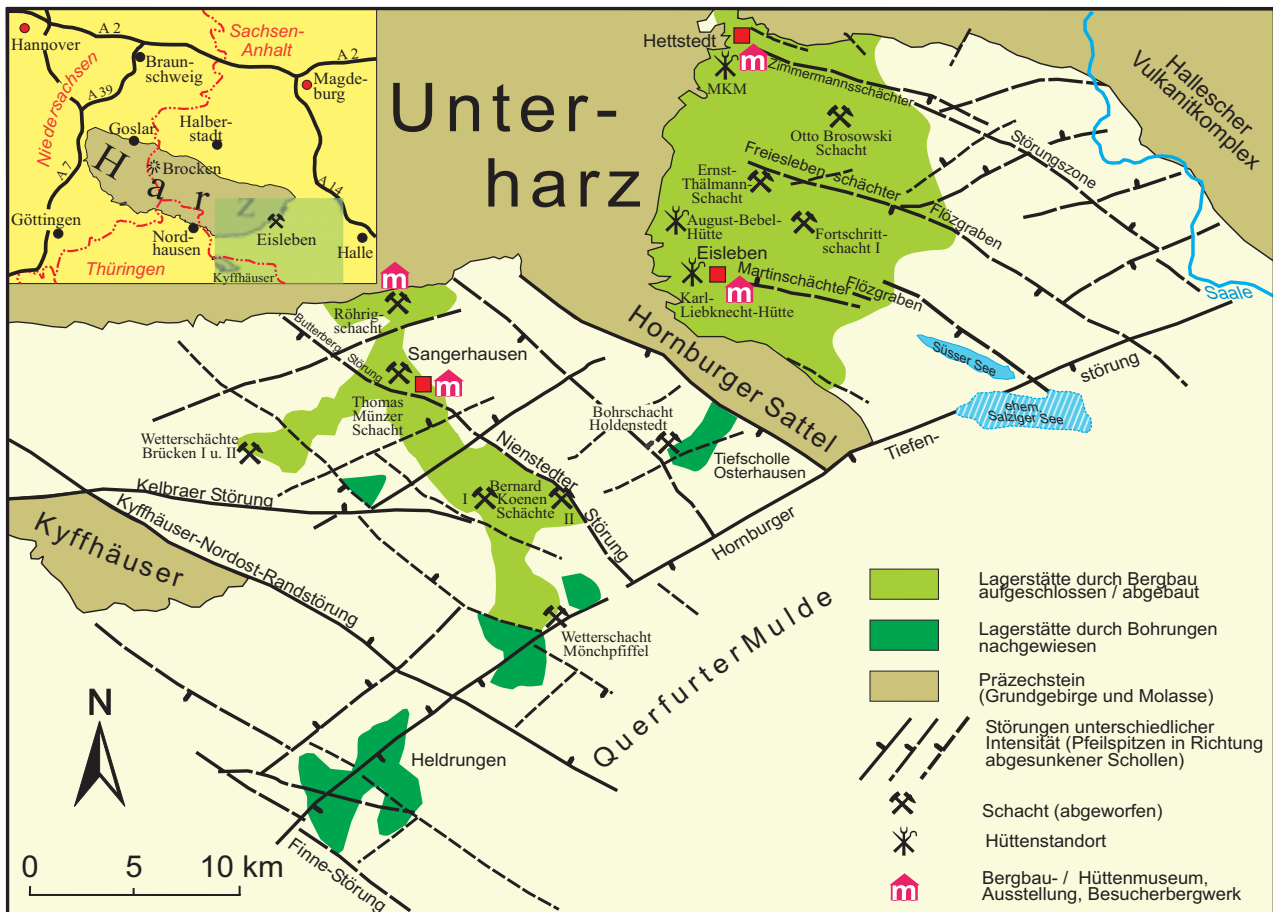 A 2
Hannover
Sachsen-
Anhalt
A 2
Braun-
schweig
Magde-
burg
Niedersachsen
A 39
Goslar
Halber-
stadt
Brocken
Harz
A 7
A 14
Göttingen
Nord-
hausen
Eisleben
Halle
Thüringen
Kyffhäuser
Unter-
harz
Hettstedt
m
MKM
Zimmermannsschächter
Störungszone
Hallescher
Vulkanitkomplex
Otto Brosowski
Schacht
Ernst-
Thälmann-
Schacht
Freiesleben-schächter
Flözgraben
August-Bebel-
Hütte
Fortschritt-
schacht I
Eisleben
m
Karl-
Liebknecht-Hütte
Martinschächter
Flözgraben
Saale
m
Röhrig-
schacht
Butterberg Störung
Sangerhausen
m
Thomas
Münzer
Schacht
Hornburger Sattel
Süsser See
ehem.
Salziger See
Wetterschächte
Brücken I u. II
Bohrschacht
Holdenstedt
Tiefscholle
Osterhausen
Hornburger Tiefen-
störung
Kelbraer Störung
Nienstedter
Störung
I
Bernard
Koenen
Schächte
II
Kyffhäuser
Kyffhäuser-Nordost-Randstörung
Wetterschacht
Mönchpfiffel
Querfurter Mulde
Heldrungen
Finne-Störung
N
0 5 10 km
Lagerstätte durch Bergbau
aufgeschlossen / abgebaut
Lagerstätte durch Bohrungen
nachgewiesen
Präzechstein
(Grundgebirge und Molasse)
Störungen unterschiedlicher
Intensität (Pfeilspitzen in Richtung
abgesunkener Schollen)
Schacht (abgeworfen)
Hüttenstandort
m
Bergbau- / Hüttenmuseum,
Ausstellung, Besucherbergwerk